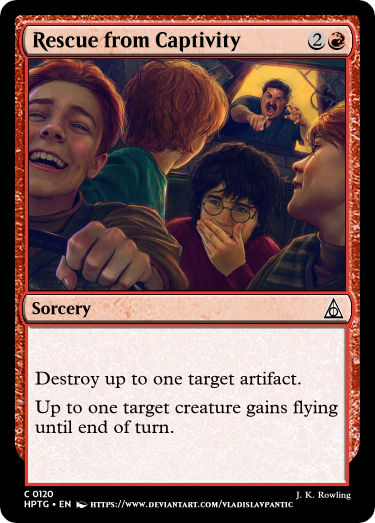 Rescue from Captivity 2
Sorcery
Destroy up to one target artifact.
Up to one target creature gains flying
until end of turn.
C 0120
J. K. Rowling
HPTG • EN HTTPS://WWW.DEVIANTART.COM/VLADISLAVPANTIC